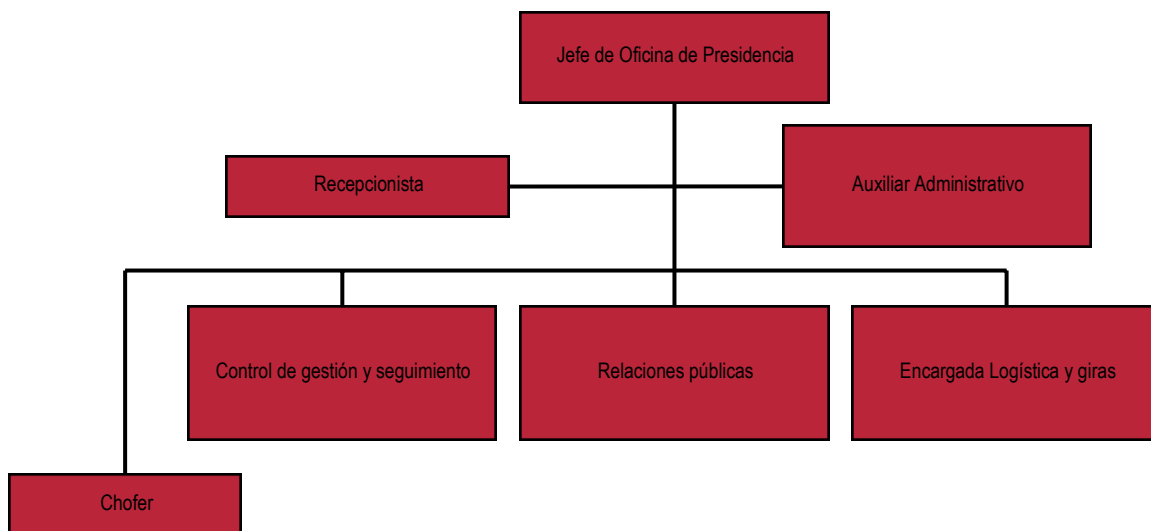 Jefe de Oficina de Presidencia
Recepcionista
Auxiliar Administrativo
Control de gestión y seguimiento
Relaciones públicas
Encargada Logística y giras
Chofer